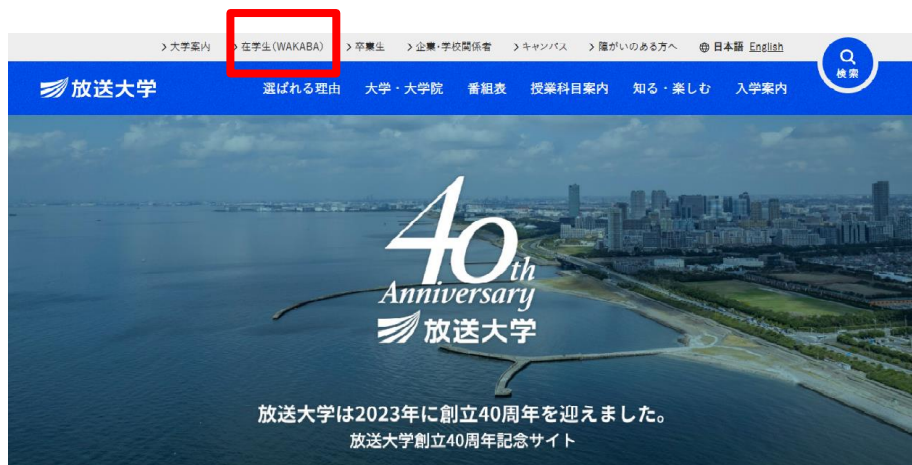 >大学案内 >在学生(WAKABA) >卒業生 >企業・学校関係者 >キャンパス >障がいのある方へ 日本語 English
検索
放送大学 選ばれる理由 大学・大学院 番組表 授業科目案内 知る・楽しむ 入学案内
40th
Anniversary
放送大学
放送大学は2023年に創立40周年を迎えました。
放送大学創立40周年記念サイト